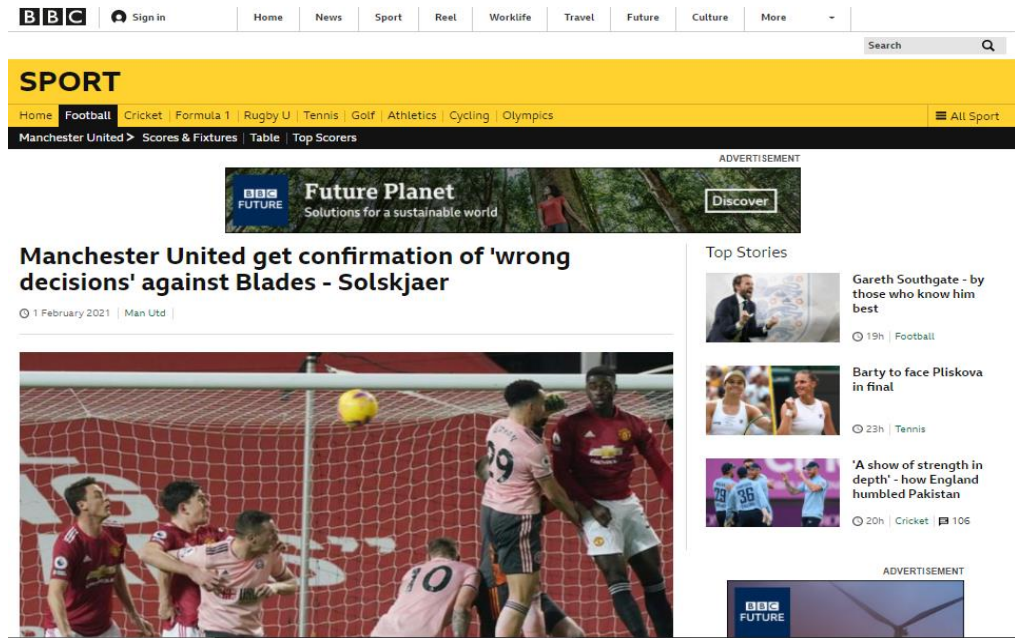 BBC Sign in Home News Sport Reel Worklife Travel Future Culture More
Search
SPORT
Home Football Cricket Formula 1 Rugby U Tennis Golf Athletics Cycling Olympics All Sport
Manchester United > Scores & Fixtures Table Top Scorers
ADVERTISEMENT
BBC
FUTURE
Future Planet
Solutions for a sustainable world
Discover
Manchester United get confirmation of 'wrong
decisions' against Blades - Solskjaer
1 February 2021 Man Utd
29
10
Top Stories
Gareth Southgate - by
those who know him
best
19h Football
Barty to face Pliskova
in final
23h Tennis
36
'A show of strength in
depth' - how England
humbled Pakistan
20h Cricket 106
ADVERTISEMENT
BBC
FUTURE